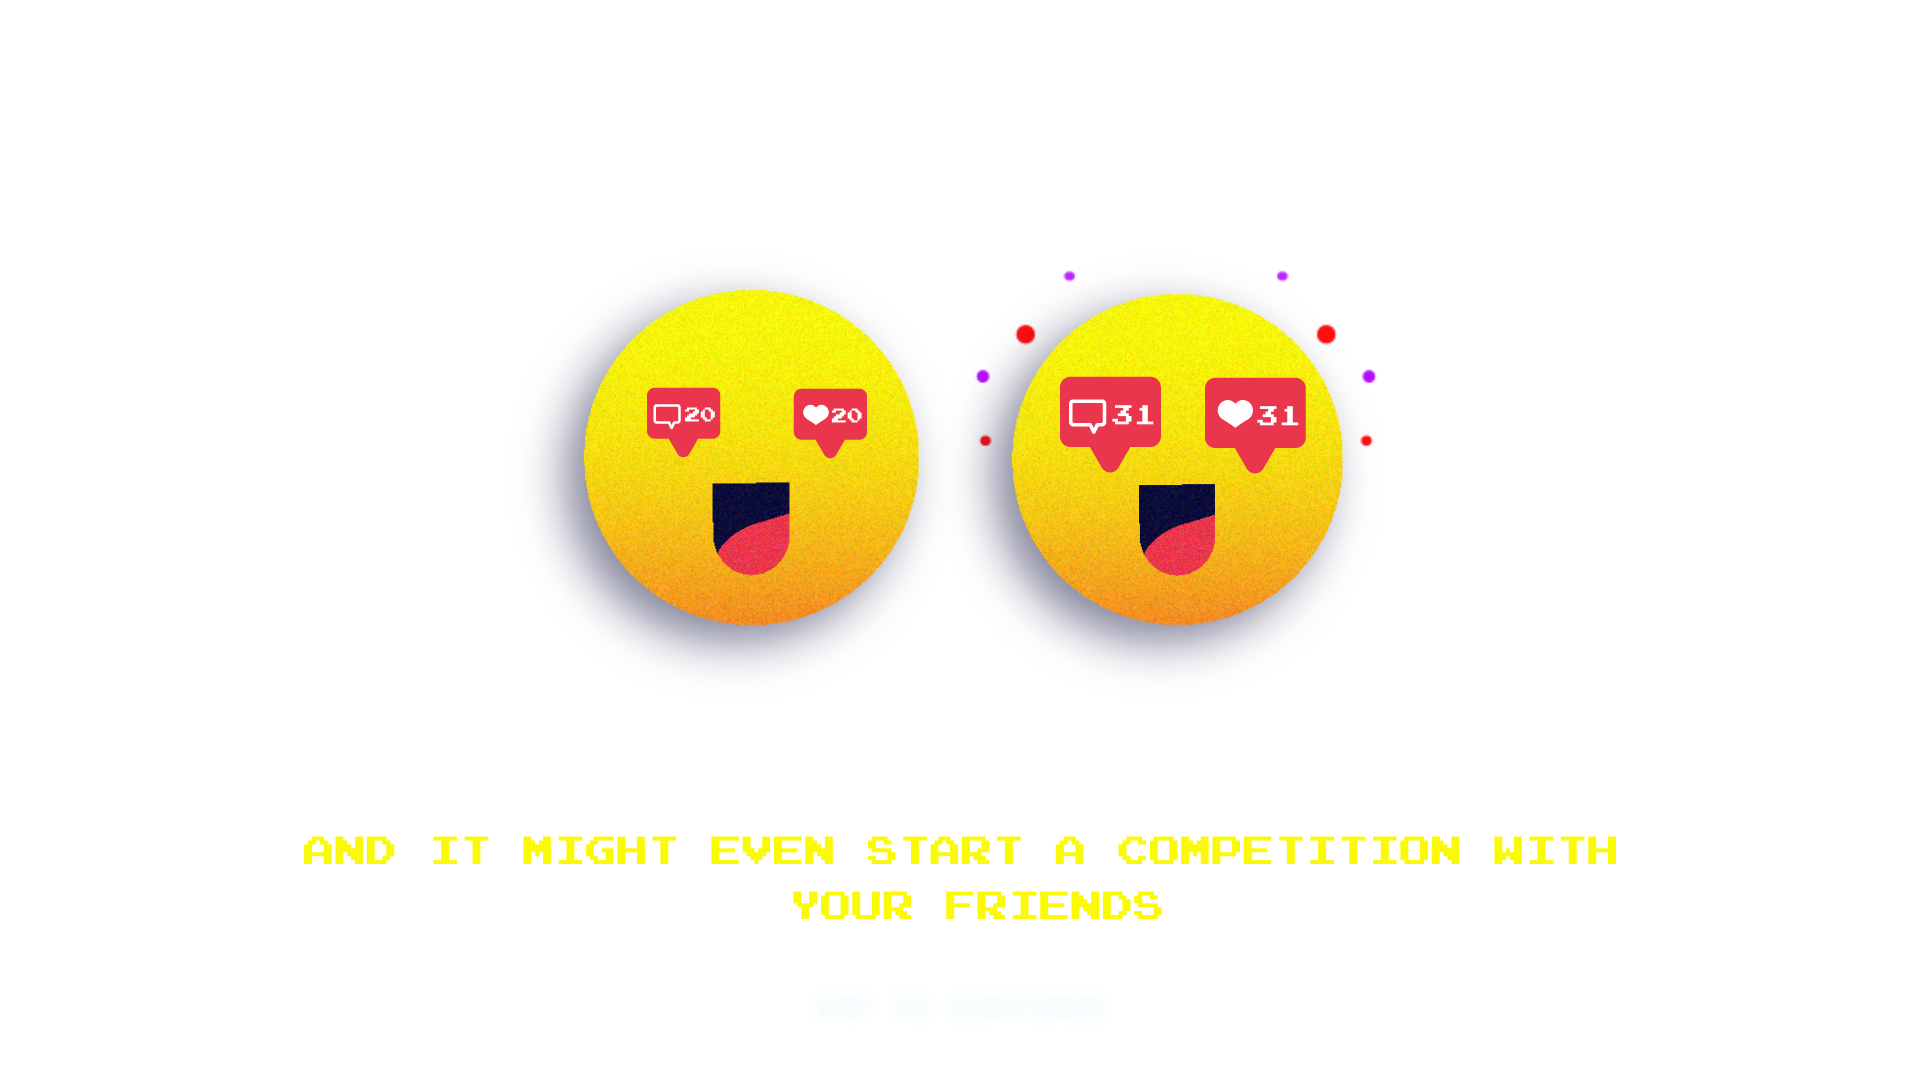 20 20 31 31
AND IT MIGHT EVEN START A COMPETITION WITH
YOUR FRIENDS